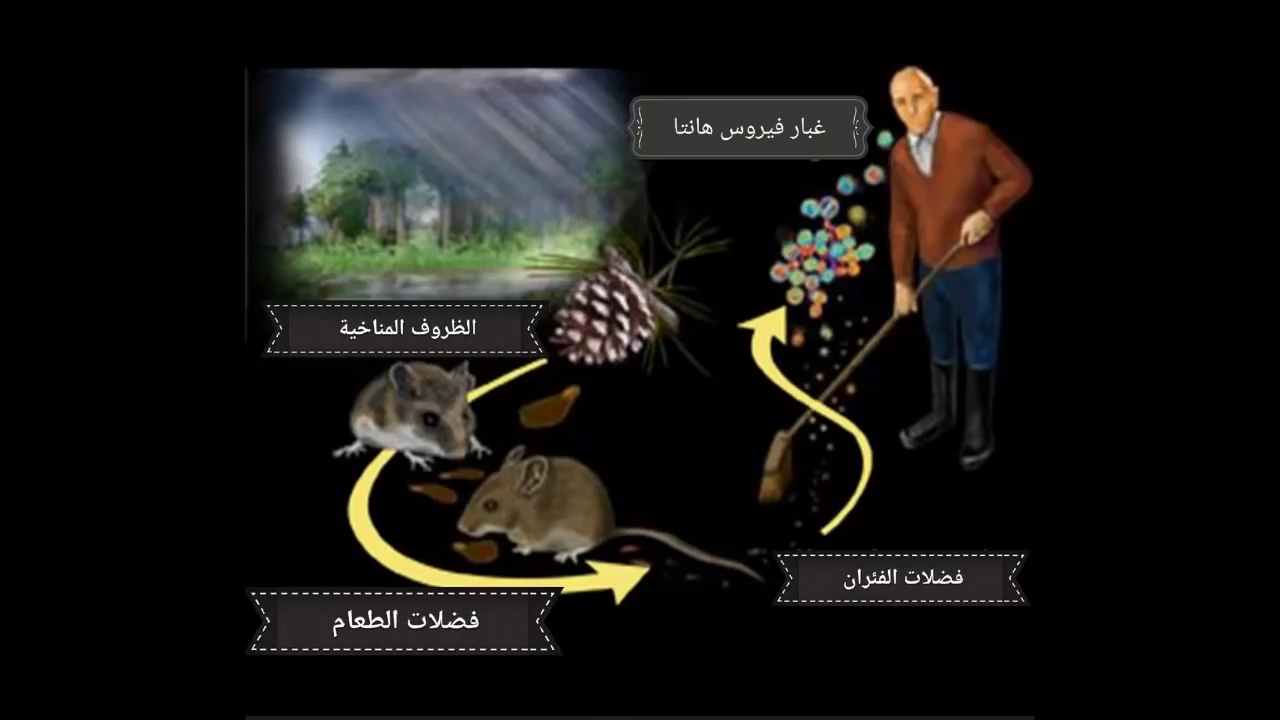 غبار فيروس هانتا
الظروف المناخية
فضلات الفئران
فضلات الطعام